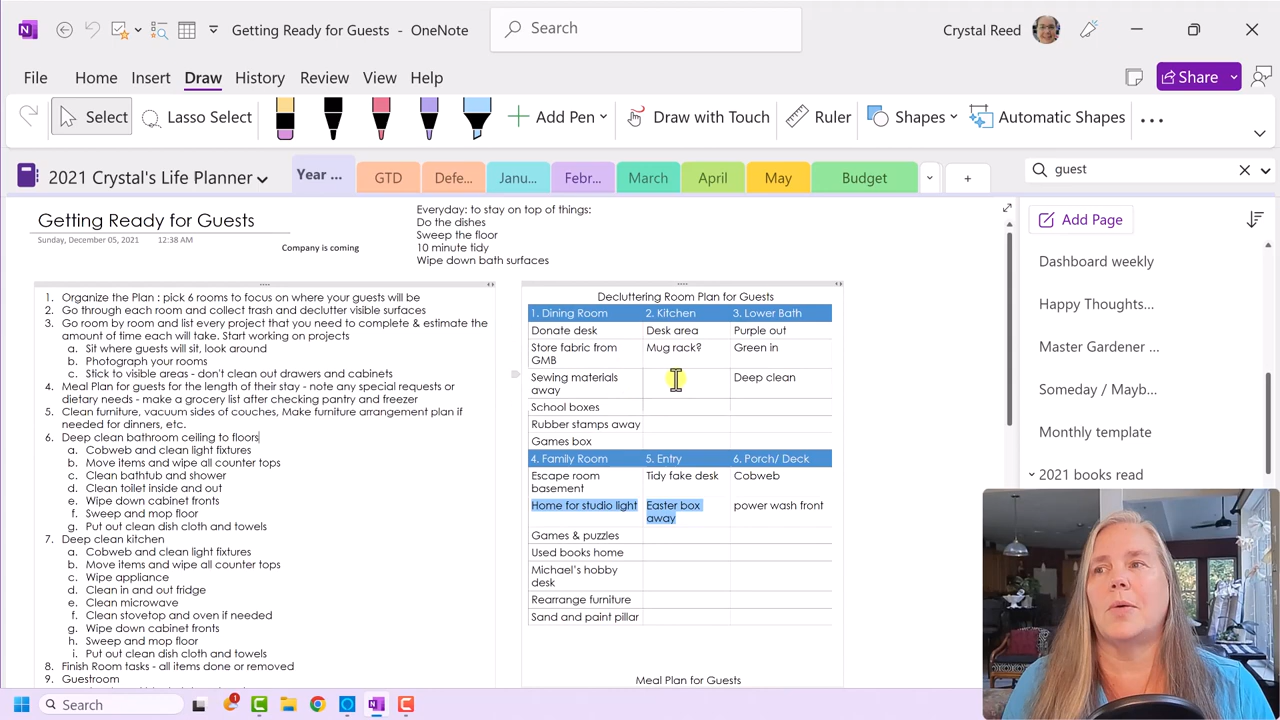 Getting Ready for Guests - OneNote
Search
Crystal Reed
File Home Insert Draw History Review View Help
Share
Select Lasso Select Add Pen Draw with Touch Ruler Shapes Automatic Shapes
2021 Crystal's Life Planner
Year ... GTD Defe... Janu... Febr... March April May Budget
guest
Getting Ready for Guests
Sunday, December 05, 2021 12:38 AM
Company is coming
Everyday: to stay on top of things:
Do the dishes
Sweep the floor
10 minute tidy
Wipe down bath surfaces
1. Organize the Plan : pick 6 rooms to focus on where your guests will be
2. Go through each room and collect trash and declutter visible surfaces
3. Go room by room and list every project that you need to complete & estimate the
amount of time each will take. Start working on projects
a. Sit where guests will sit, look around
b. Photograph your rooms
c. Stick to visible areas - don't clean out drawers and cabinets
4. Meal Plan for guests for the length of their stay - note any special requests or
dietary needs - make a grocery list after checking pantry and freezer
5. Clean furniture, vacuum sides of couches, Make furniture arrangement plan if
needed for dinners, etc.
6. Deep clean bathroom ceiling to floors
a. Cobweb and clean light fixtures
b. Move items and wipe all counter tops
c. Clean bathtub and shower
d. Clean toilet inside and out
e. Wipe down cabinet fronts
f. Sweep and mop floor
g. Put out clean dish cloth and towels
7. Deep clean kitchen
a. Cobweb and clean light fixtures
b. Move items and wipe all counter tops
c. Wipe appliance
d. Clean in and out fridge
e. Clean microwave
f. Clean stovetop and oven if needed
g. Wipe down cabinet fronts
h. Sweep and mop floor
i. Put out clean dish cloth and towels
8. Finish Room tasks - all items done or removed
9. Guestroom
Decluttering Room Plan for Guests
1. Dining Room 2. Kitchen 3. Lower Bath
Donate desk Desk area Purple out
Store fabric from Mug rack? Green in
GMB
Sewing materials Deep clean
away
School boxes
Rubber stamps away
Games box
4. Family Room 5. Entry 6. Porch/ Deck
Escape room Tidy fake desk Cobweb
basement
Home for studio light Easter box power wash front
away
Games & puzzles
Used books home
Michael's hobby
desk
Rearrange furniture
Sand and paint pillar
Meal Plan for Guests
Add Page
Dashboard weekly
Happy Thoughts...
Master Gardener ...
Someday / Mayb...
Monthly template
2021 books read
Search
1